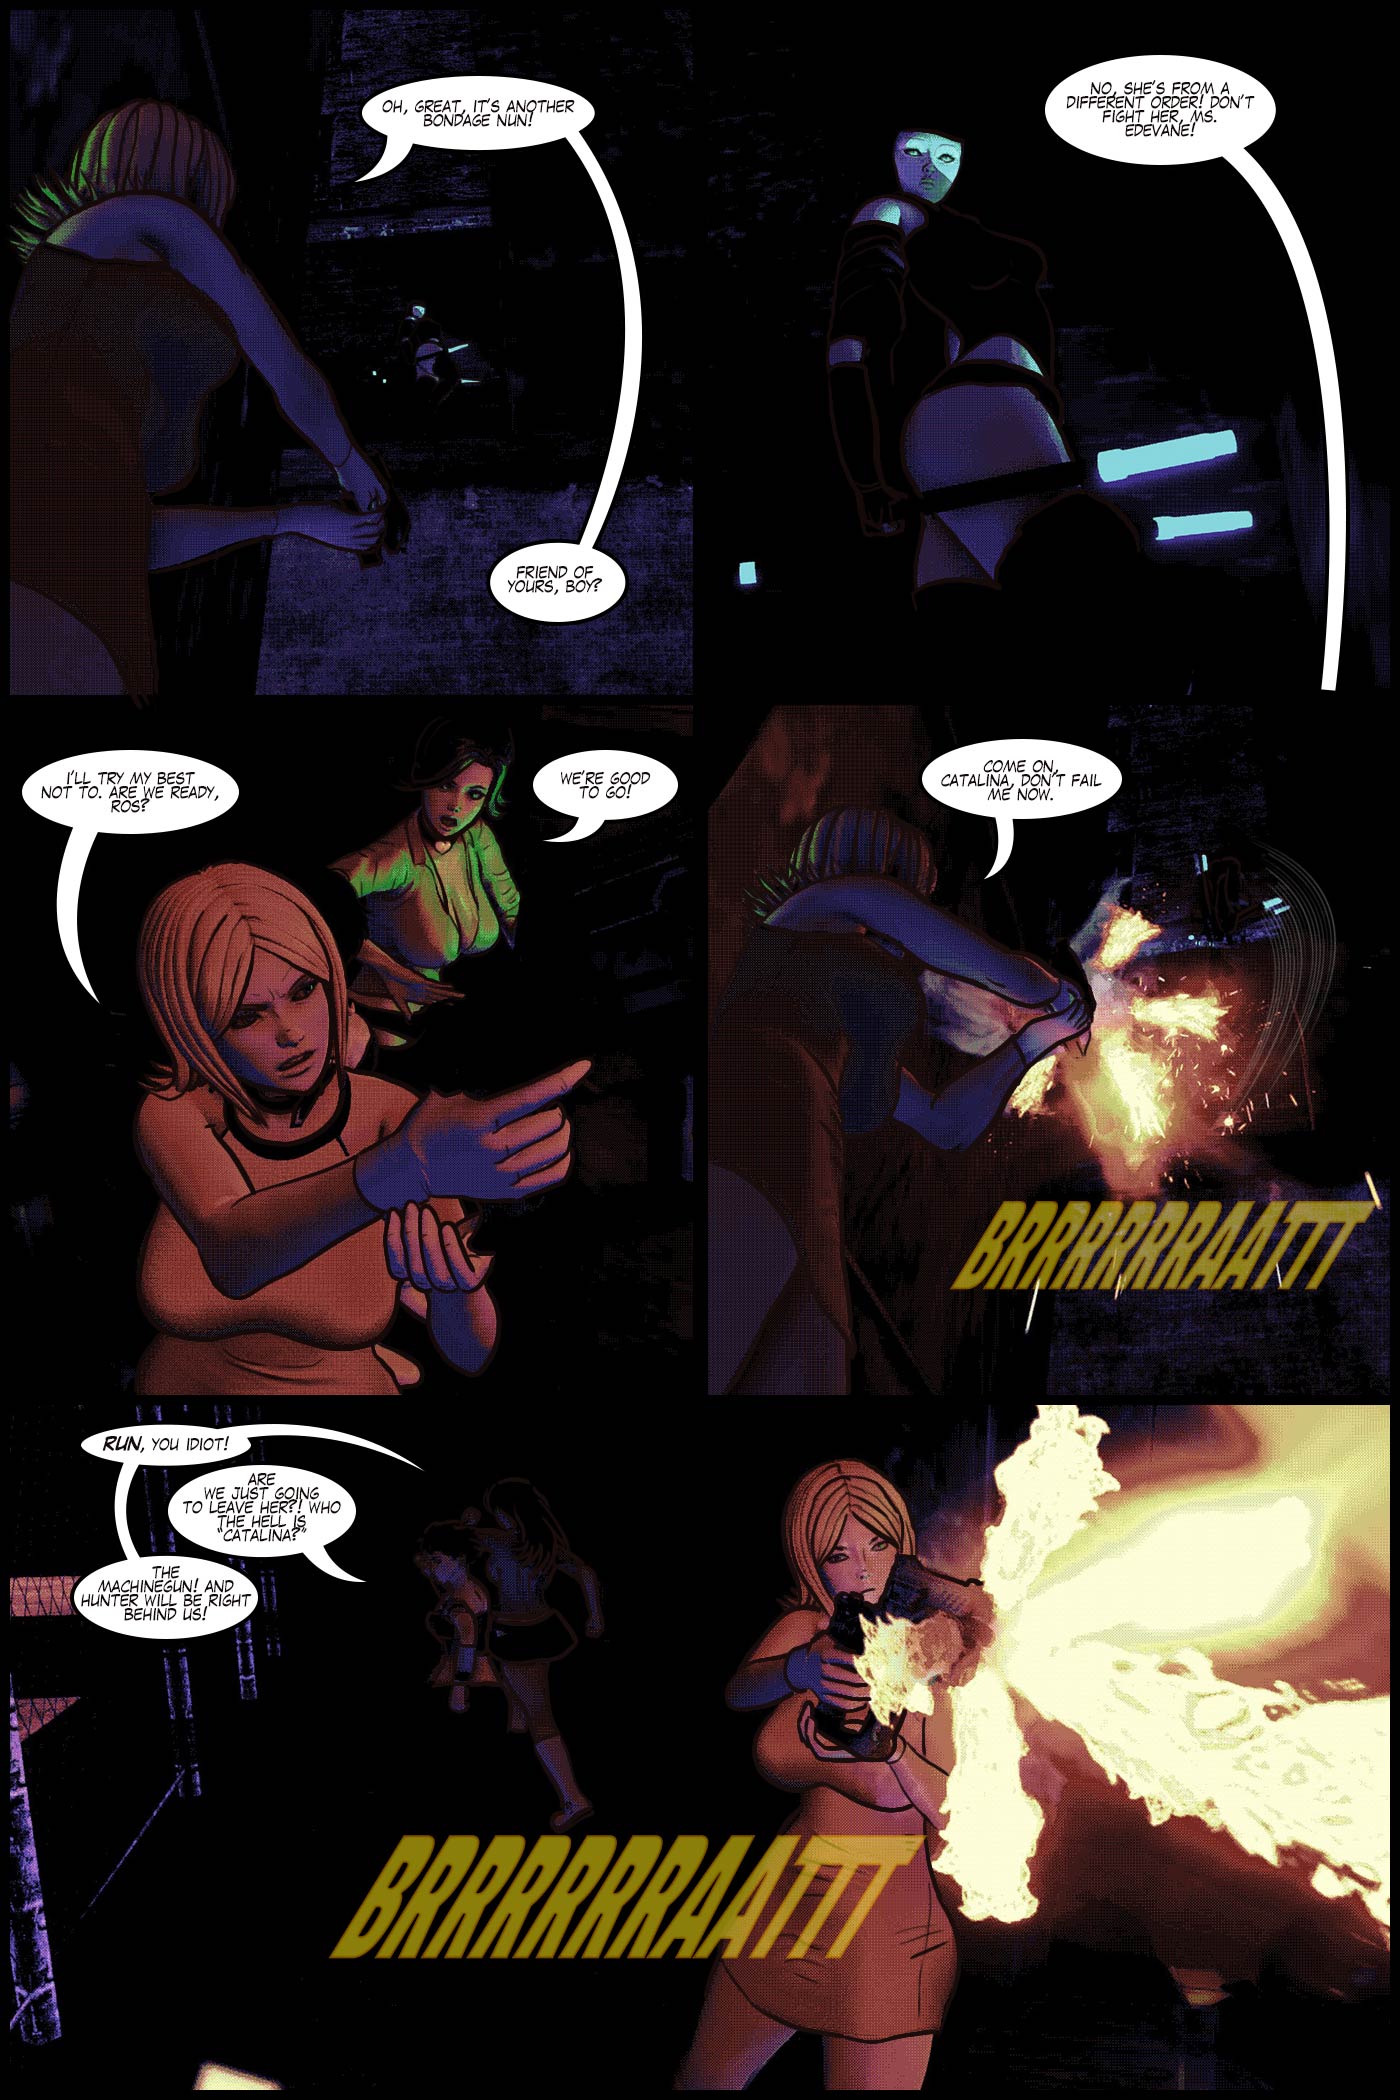 OH, GREAT, IT'S ANOTHER
BONDAGE NUN!
FRIEND OF
YOURS, BOY?
NO, SHE'S FROM A
DIFFERENT ORDER! DON'T
FIGHT HER, MS.
EDEVANE!
I'LL TRY MY BEST
NOT TO. ARE WE READY,
ROS?
WE'RE GOOD
TO GO!
COME ON,
CATALINA, DON'T FAIL
ME NOW.
BRRRRRRAATTT
RUN, YOU IDIOT!
ARE
WE JUST GOING
TO LEAVE HER?! WHO
THE HELL IS
"CATALINA?"
THE
MACHINEGUN! AND
HUNTER WILL BE RIGHT
BEHIND US!
BRRRRRRAATTT